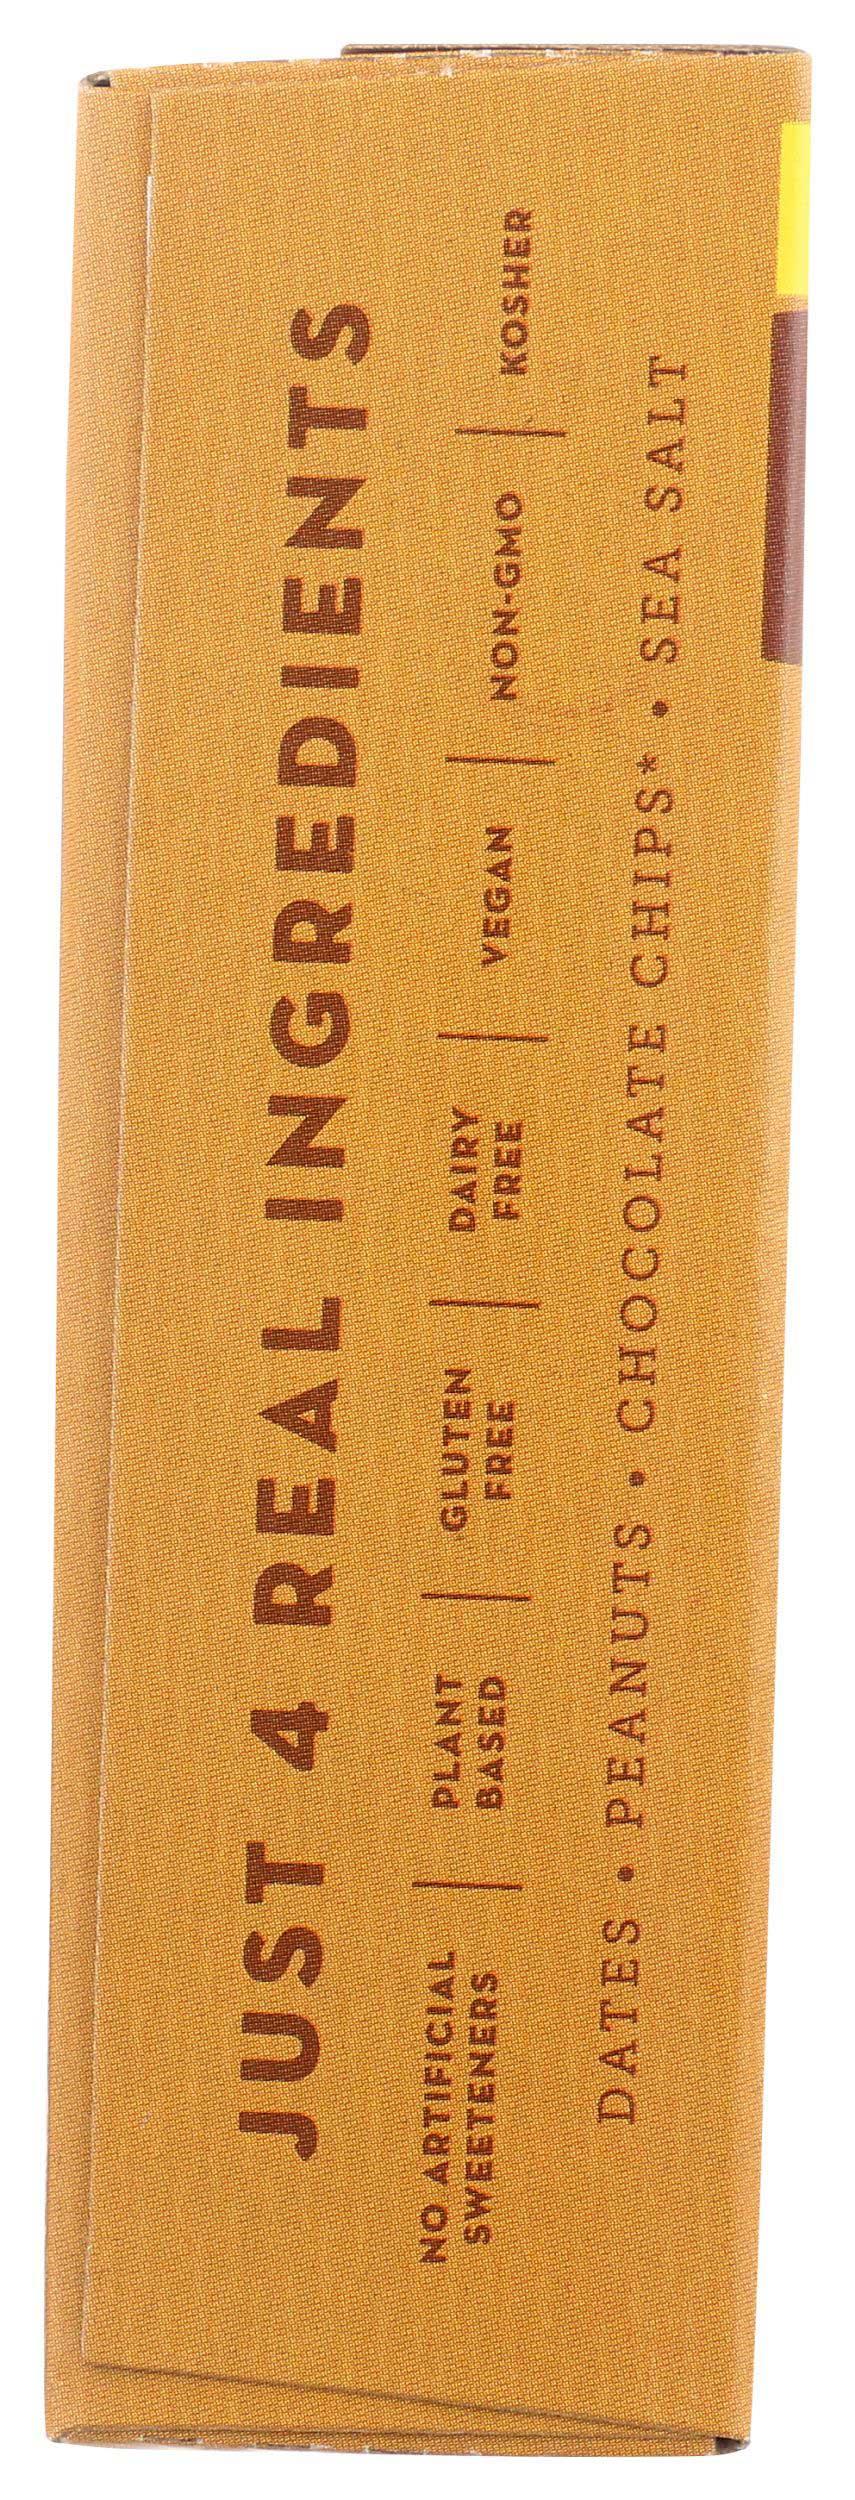 JUST 4 REAL INGREDIENTS
NO ARTIFICIAL
SWEETENERS
PLANT
BASED
GLUTEN
FREE
DAIRY
FREE
VEGAN
NON-GMO
KOSHER
DATES • PEANUTS • CHOCOLATE CHIPS* • SEA SALT